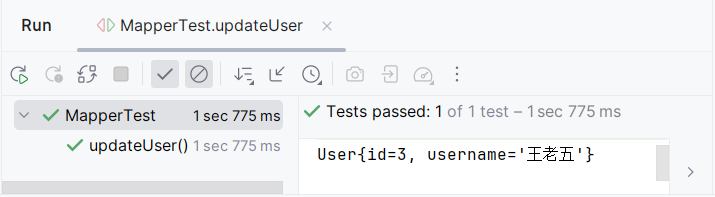 Run MapperTest.updateUser
MapperTest 1 sec 775 ms
updateUser() 1 sec 775 ms
Tests passed: 1 of 1 test – 1 sec 775 ms
User{id=3, username='王老五'}